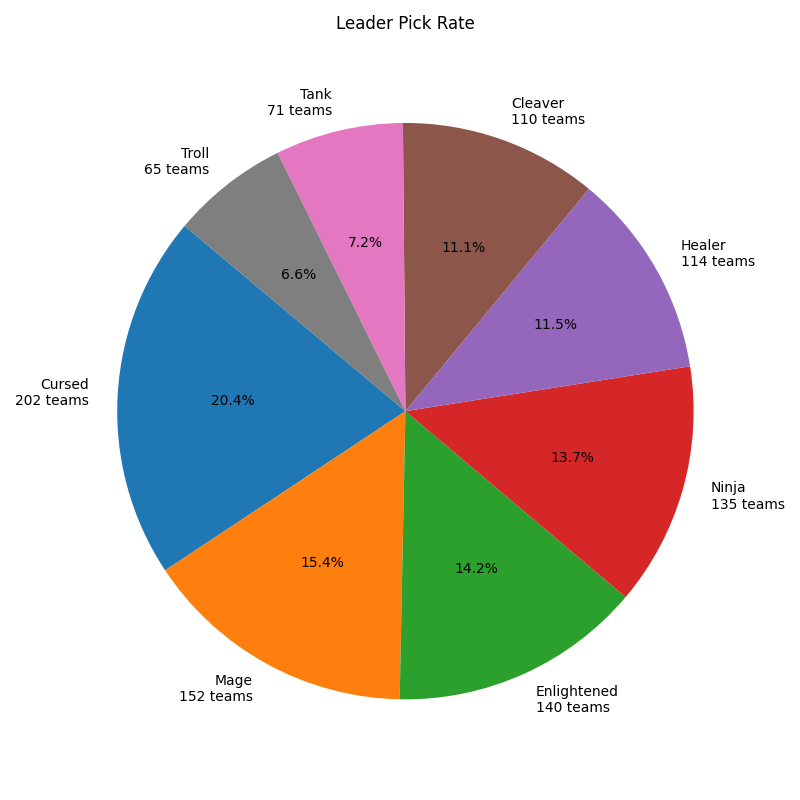 Leader Pick Rate
Tank
71 teams
Cleaver
110 teams
Troll
65 teams
Healer
114 teams
7.2%
11.1%
6.6%
11.5%
Cursed
202 teams
20.4%
13.7%
Ninja
135 teams
15.4%
14.2%
Mage
152 teams
Enlightened
140 teams